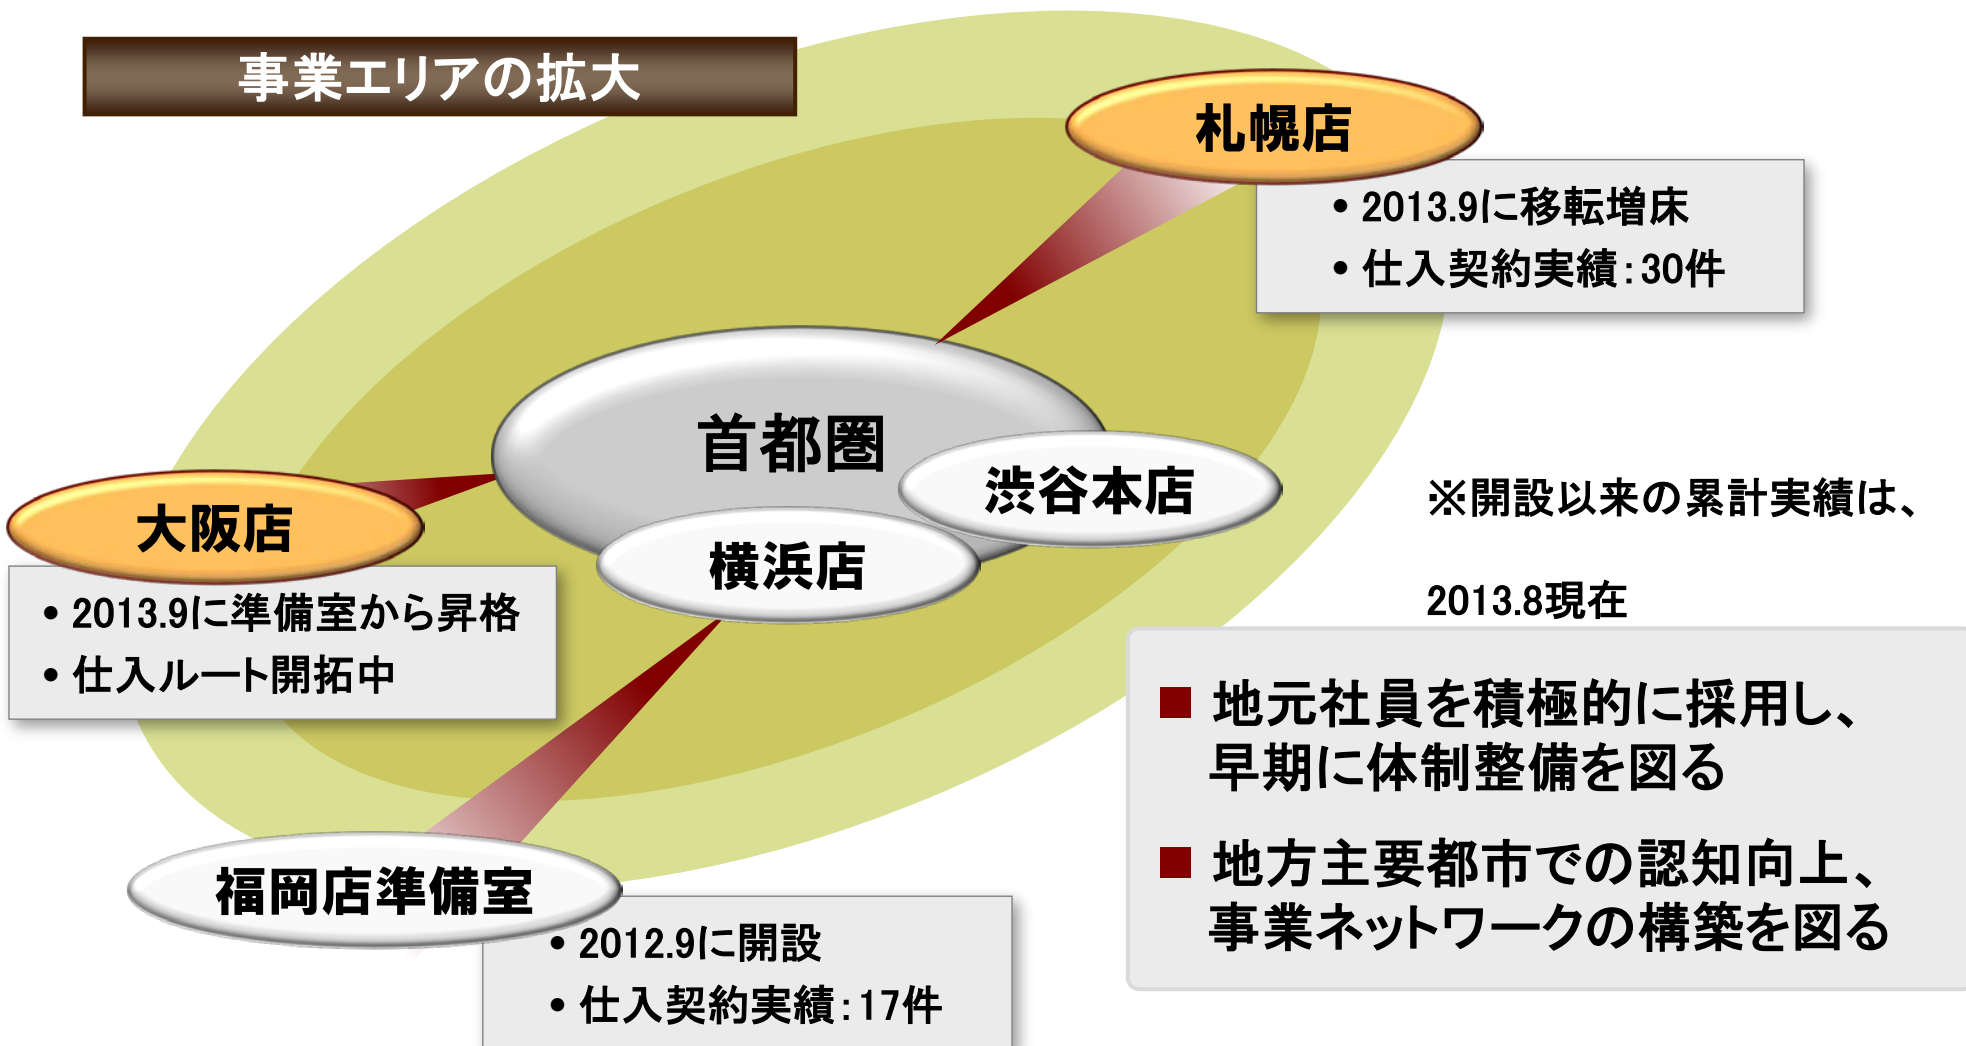 事業エリアの拡大
札幌店
• 2013.9に移転増床
• 仕入契約実績：30件
首都圏
渋谷本店
横浜店
大阪店
• 2013.9に準備室から昇格
• 仕入ルート開拓中
※開設以来の累計実績は、
2013.8現在
■ 地元社員を積極的に採用し、
早期に体制整備を図る
■ 地方主要都市での認知向上、
事業ネットワークの構築を図る
福岡店準備室
• 2012.9に開設
• 仕入契約実績：17件